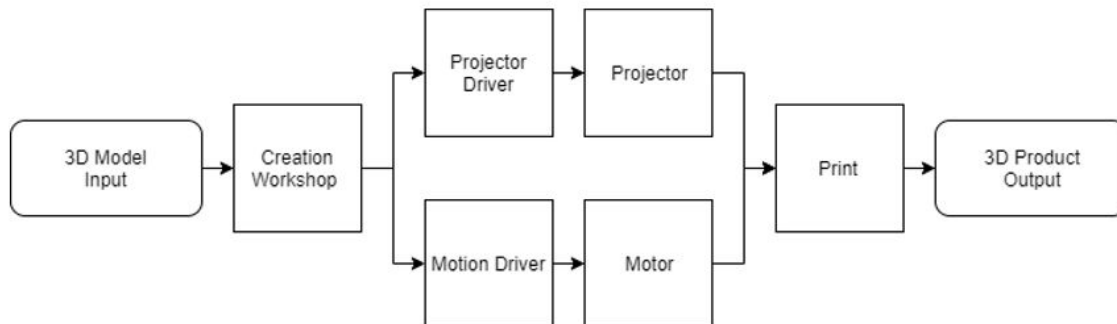 3D Model
Input
Creation
Workshop
Projector
Driver
Projector
Motion Driver
Motor
Print
3D Product
Output